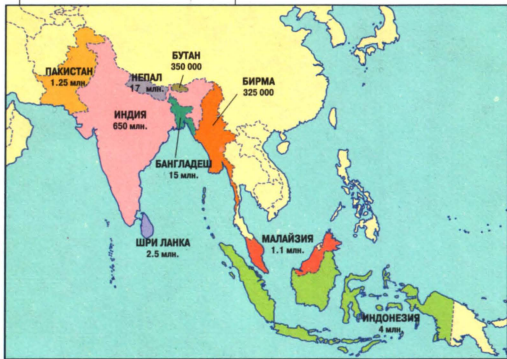 БУТАН
350 000
ПАКИСТАН
1.25 млн.
НЕПАЛ
17 млн.
БИРМА
325 000
ИНДИЯ
650 млн.
БАНГЛАДЕШ
15 млн.
ШРИ ЛАНКА
2.5 млн.
МАЛАЙЗИЯ
1.1 млн.
ИНДОНЕЗИЯ
4 млн.